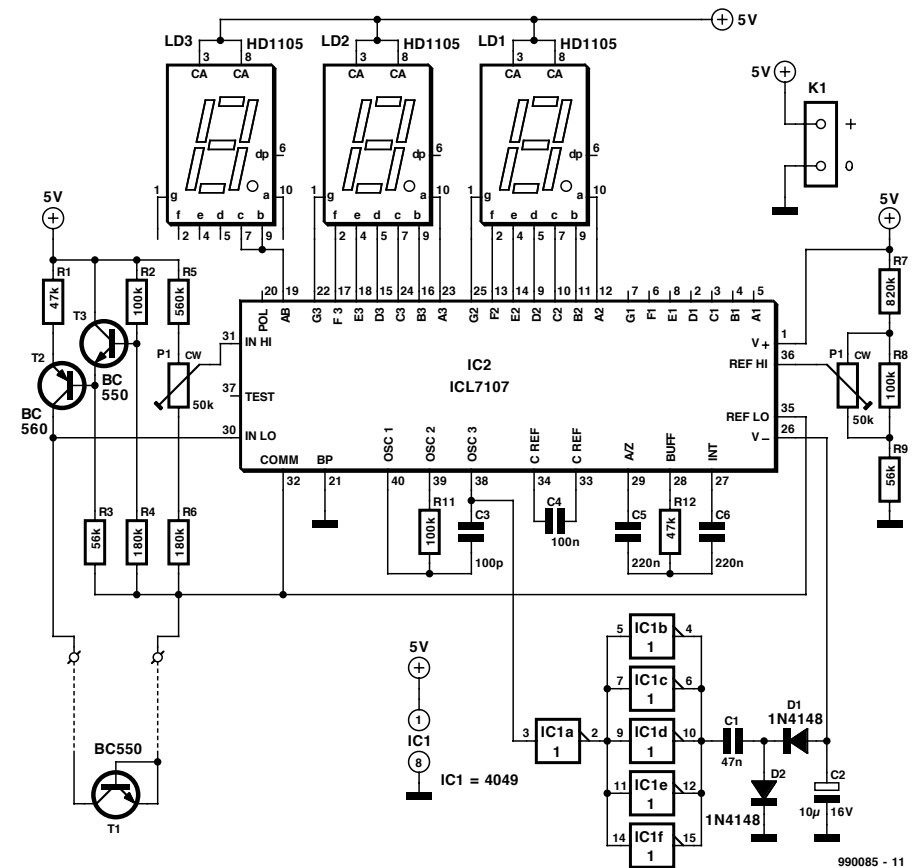 5V
LD3 HD1105 LD2 HD1105 LD1 HD1105
3 8 3 8 3 8
CA CA CA CA CA CA
5V
K1
+
0
dp 6 dp 6 dp 6
1 g a 10 1 g a 10 1 g a 10
f e d c b f e d c b f e d c b
2 4 5 7 9 2 4 5 7 9 2 4 5 7 9
5V
5V
20 19 22 17 18 15 24 16 23 25 13 14 9 10 11 12 7 6 8 2 3 4 5
POL AB G3 F 3 E3 D3 C3 B3 A3 G2 F2 E2 D2 C2 B2 A2 G1 F1 E1 D1 C1 B1 A1
R1 47k
T3
BC 550
R2 100k
R5 560k
T2
BC 560
P1 CW 50k
31 IN HI
37 TEST
30 IN LO
IC2
ICL7107
V+ 1
REF HI 36
REF LO 35
V− 26
R7 820k
P1 CW 50k
R8 100k
R9 56k
COMM BP OSC 1 OSC 2 OSC 3 C REF C REF A/Z BUFF INT
32 21 40 39 38 34 33 29 28 27
R3 56k
R4 180k
R6 180k
R11 100k
C3 100p
C4 100n
C5 220n
R12 47k
C6 220n
5V
1
IC1
8
IC1 = 4049
3 IC1a 1 2
5 IC1b 1 4
7 IC1c 1 6
9 IC1d 1 10
11 IC1e 1 12
14 IC1f 1 15
C1 47n
D1 1N4148
D2 1N4148
C2 10µ 16V
BC550
T1
990085 - 11